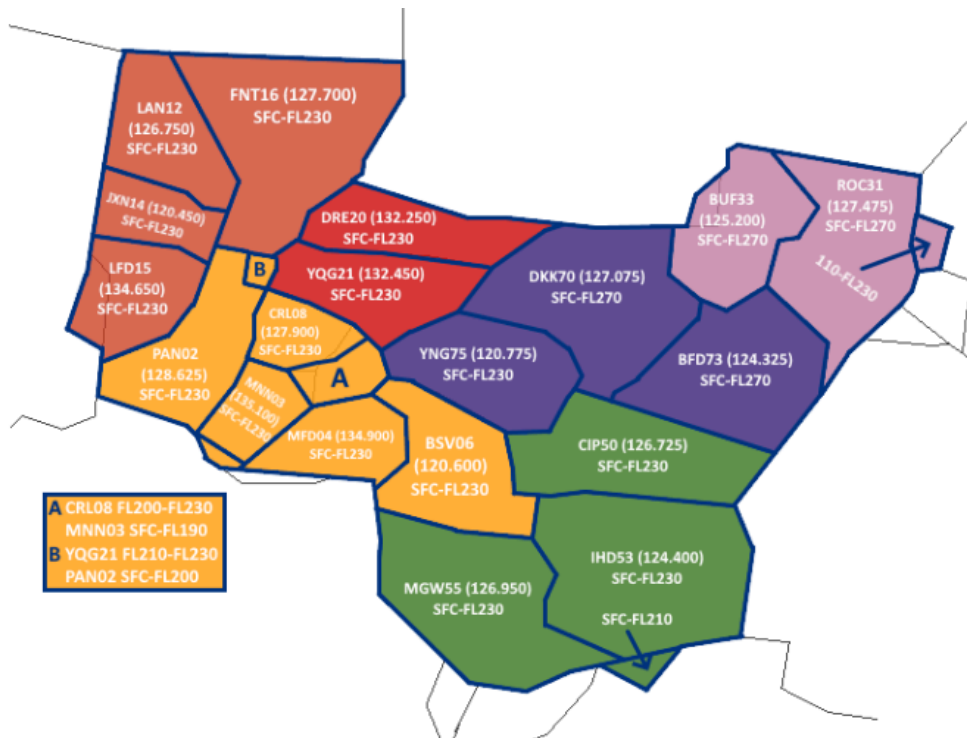 FNT16 (127.700)
SFC-FL230
LAN12
(126.750)
SFC-FL230
JXN14 (120.450)
SFC-FL230
LFD15
(134.650)
SFC-FL230
DRE20 (132.250)
SFC-FL230
YQG21 (132.450)
SFC-FL230
B
BUF33
(125.200)
SFC-FL270
ROC31
(127.475)
SFC-FL270
110-FL230
DKK70 (127.075)
SFC-FL270
PAN02
(128.625)
SFC-FL230
CRL08
(127.900)
SFC-FL230
A
MNN03
(135.100)
SFC-FL230
YNG75 (120.775)
SFC-FL230
BFD73 (124.325)
SFC-FL270
MFD04 (134.900)
SFC-FL230
BSV06
(120.600)
SFC-FL230
CIP50 (126.725)
SFC-FL230
A CRL08 FL200-FL230
MNN03 SFC-FL190
B YQG21 FL210-FL230
PAN02 SFC-FL200
MGW55 (126.950)
SFC-FL230
IHD53 (124.400)
SFC-FL230
SFC-FL210